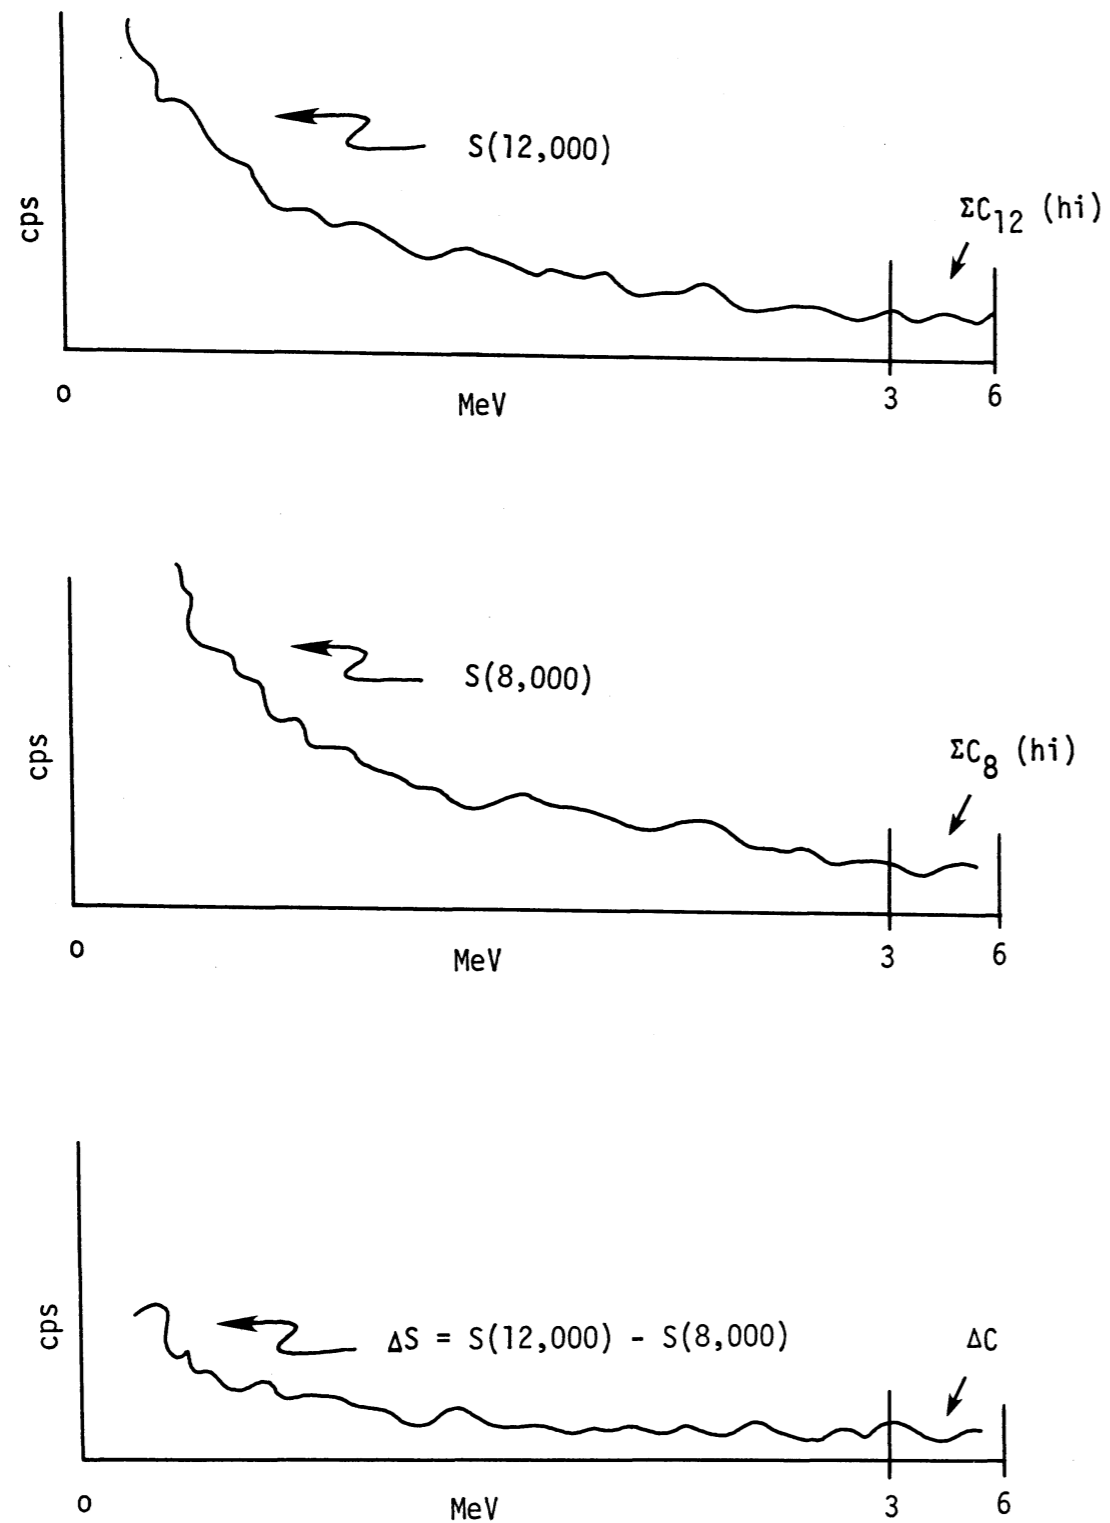 S(12,000)
ΣC12 (hi)
cps
0 MeV 3 6
S(8,000)
ΣC8 (hi)
cps
0 MeV 3 6
ΔS = S(12,000) - S(8,000)
ΔC
cps
0 MeV 3 6